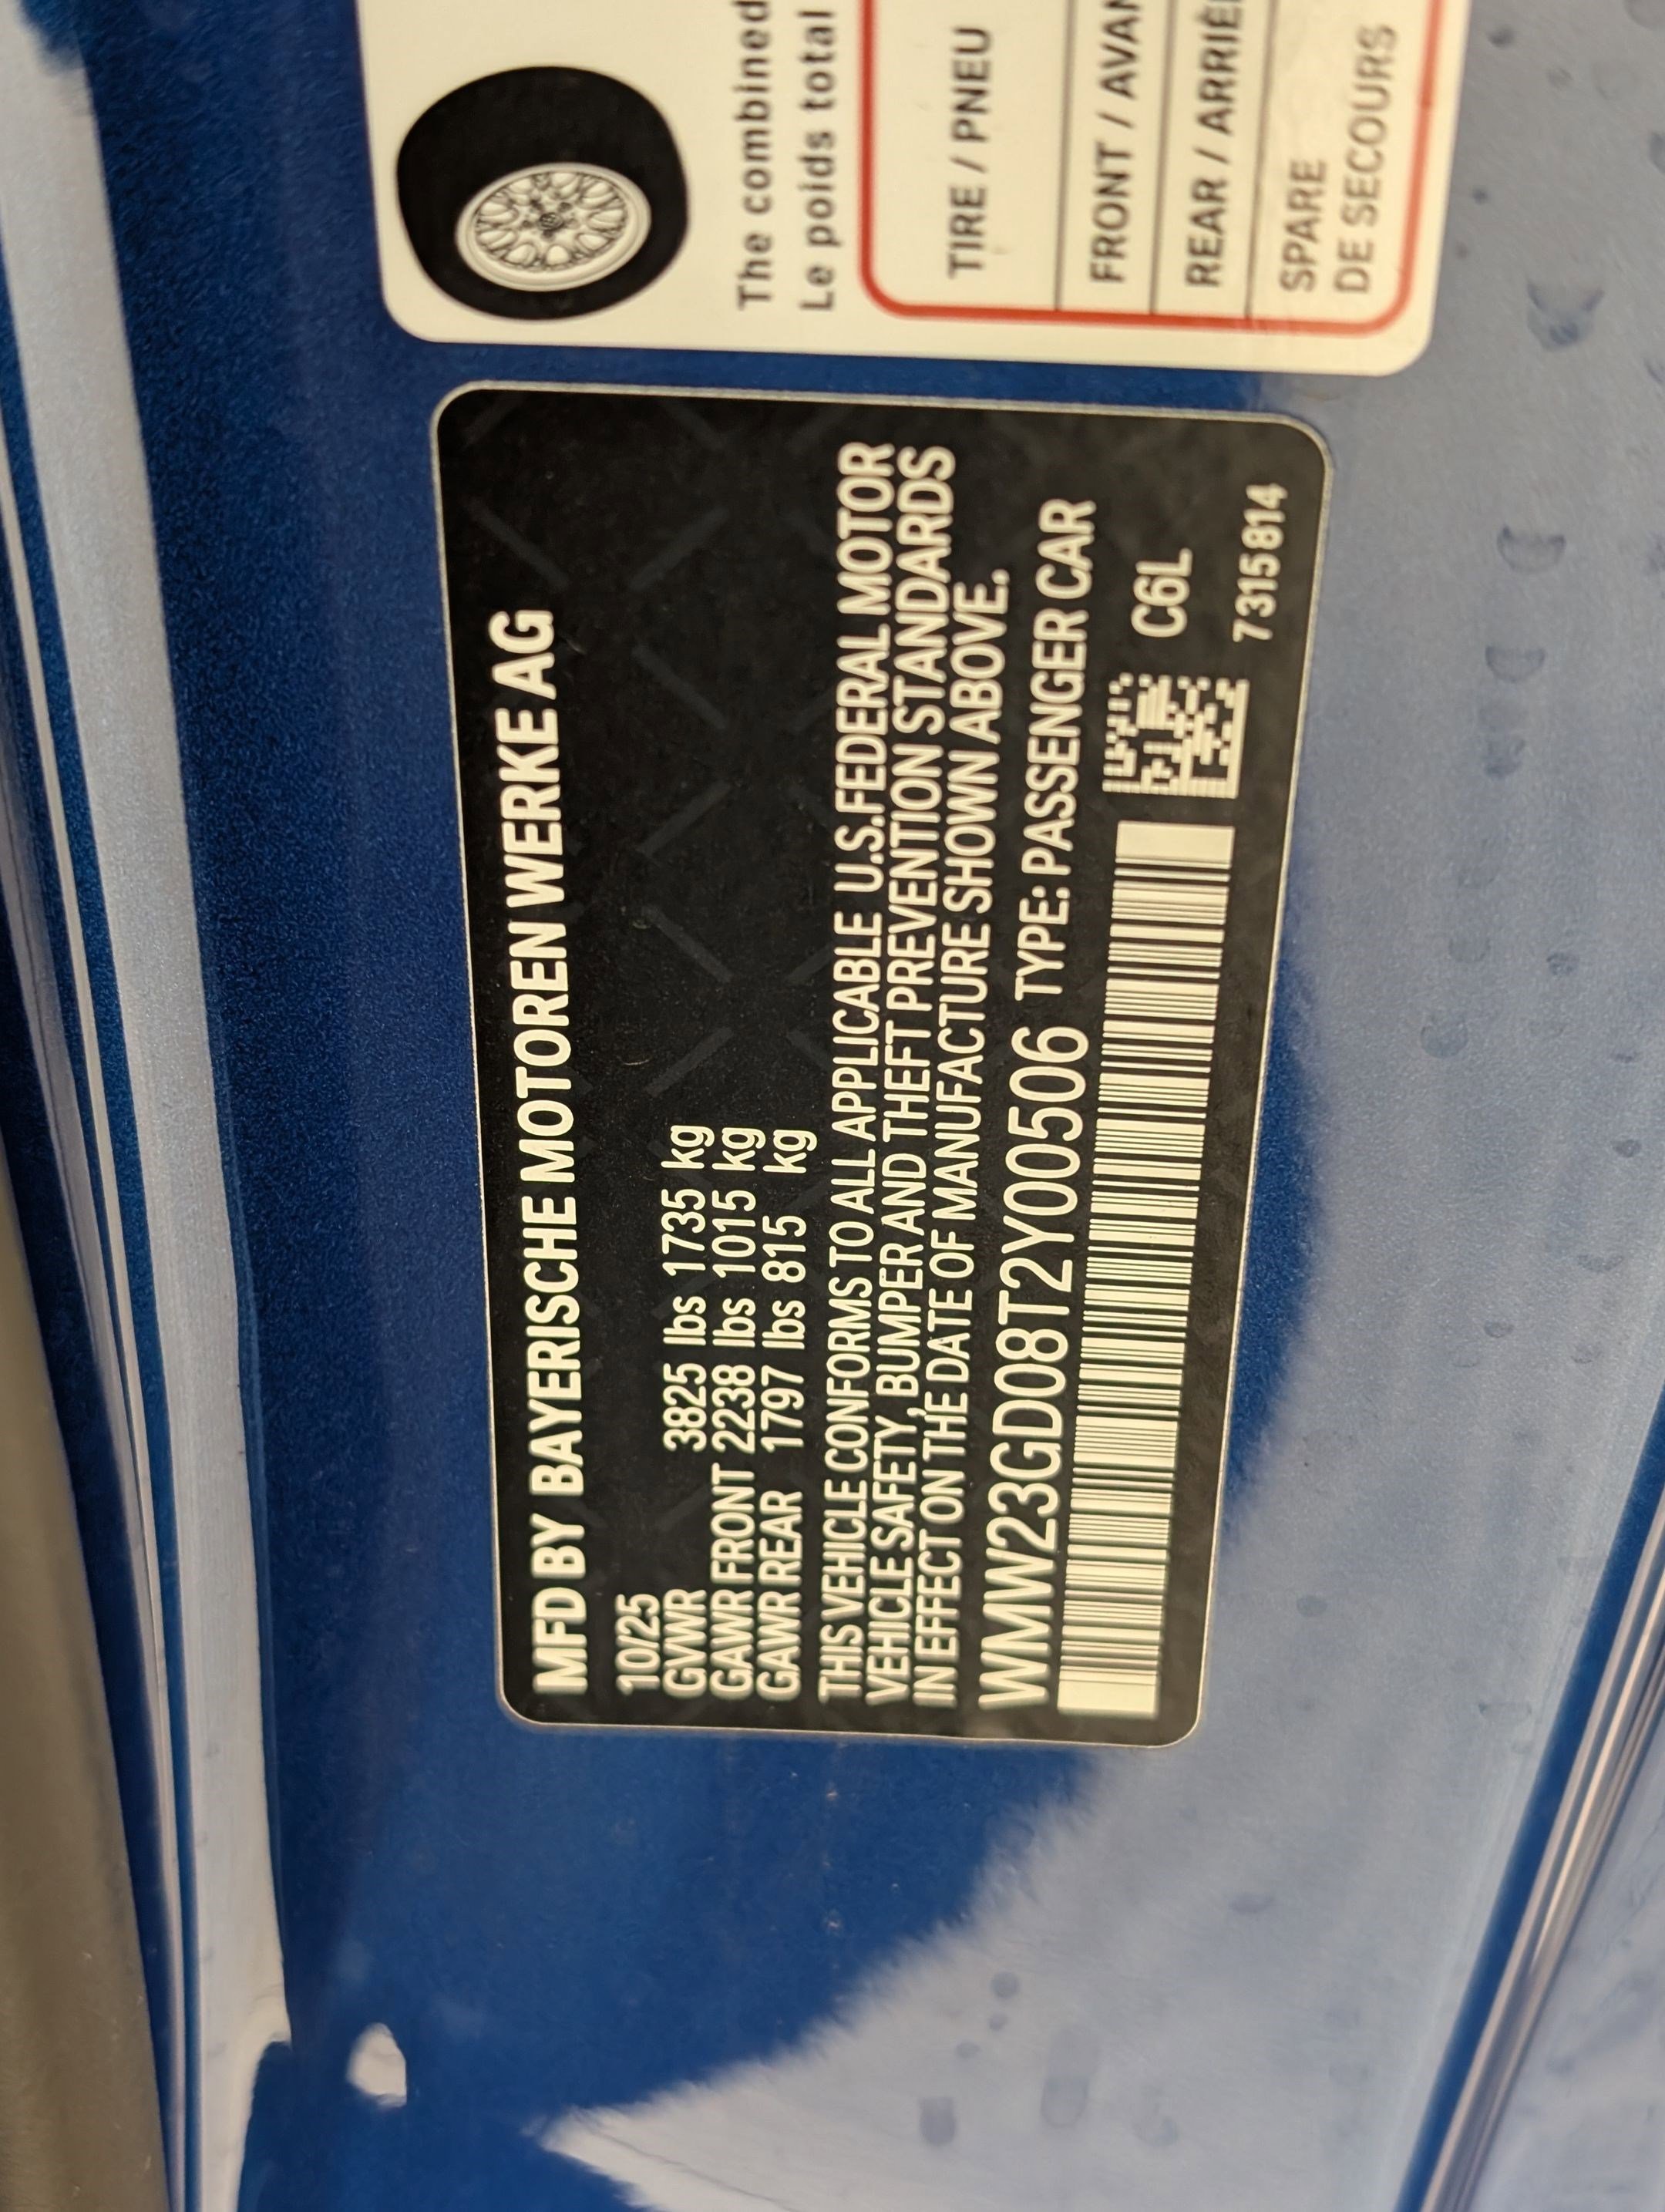 MFD BY BAYERISCHE MOTOREN WERKE AG
10/25
GVWR 3825 lbs 1735 kg
GAWR FRONT 2238 lbs 1015 kg
GAWR REAR 1797 lbs 815 kg
THIS VEHICLE CONFORMS TO ALL APPLICABLE U.S.FEDERAL MOTOR
VEHICLE SAFETY, BUMPER AND THEFT PREVENTION STANDARDS
IN EFFECT ON THE DATE OF MANUFACTURE SHOWN ABOVE.
WMW23GD08T2Y00506 TYPE: PASSENGER CAR
C6L
7315814
The combined
Le poids total
TIRE / PNEU
FRONT / AVAN
REAR / ARRIÈ
SPARE
DE SECOURS